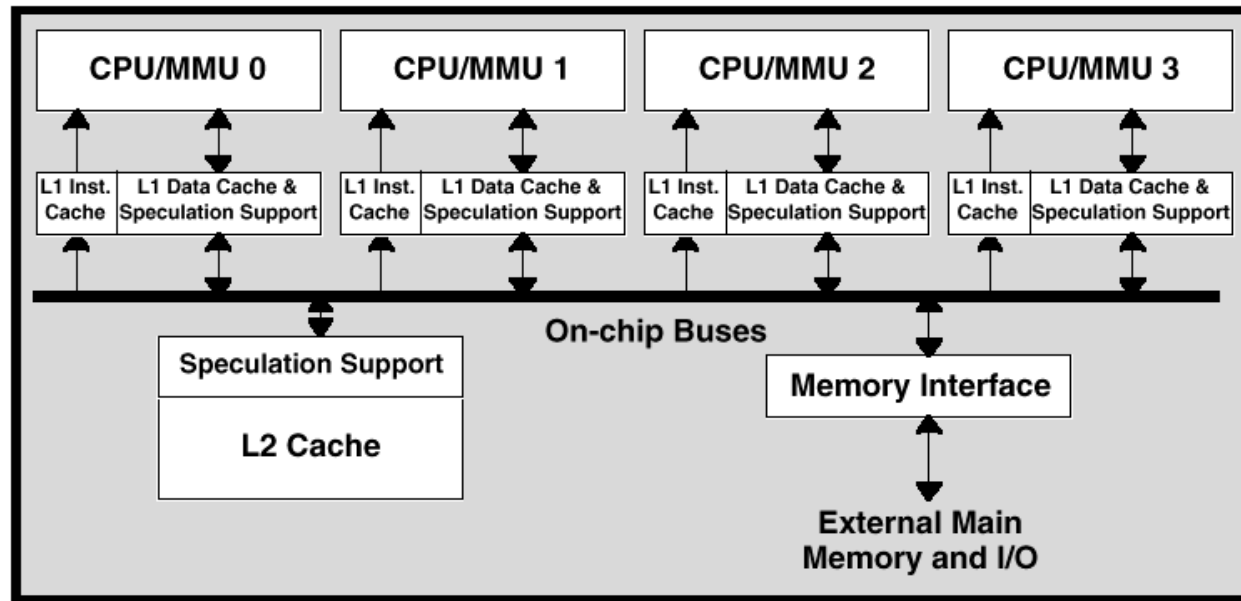 CPU/MMU 0
CPU/MMU 1
CPU/MMU 2
CPU/MMU 3
L1 Inst.
Cache
L1 Data Cache &
Speculation Support
L1 Inst.
Cache
L1 Data Cache &
Speculation Support
L1 Inst.
Cache
L1 Data Cache &
Speculation Support
L1 Inst.
Cache
L1 Data Cache &
Speculation Support
On-chip Buses
Speculation Support
L2 Cache
Memory Interface
External Main
Memory and I/O